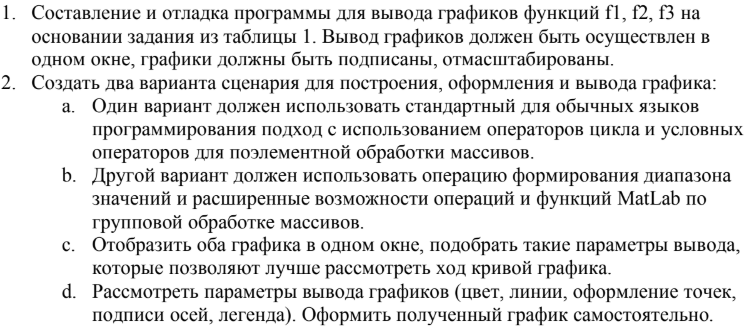 1. Составление и отладка программы для вывода графиков функций f1, f2, f3 на
основании задания из таблицы 1. Вывод графиков должен быть осуществлен в
одном окне, графики должны быть подписаны, отмасштабированы.
2. Создать два варианта сценария для построения, оформления и вывода графика:
a. Один вариант должен использовать стандартный для обычных языков
программирования подход с использованием операторов цикла и условных
операторов для поэлементной обработки массивов.
b. Другой вариант должен использовать операцию формирования диапазона
значений и расширенные возможности операций и функций MatLab по
групповой обработке массивов.
c. Отобразить оба графика в одном окне, подобрать такие параметры вывода,
которые позволяют лучше рассмотреть ход кривой графика.
d. Рассмотреть параметры вывода графиков (цвет, линии, оформление точек,
подписи осей, легенда). Оформить полученный график самостоятельно.